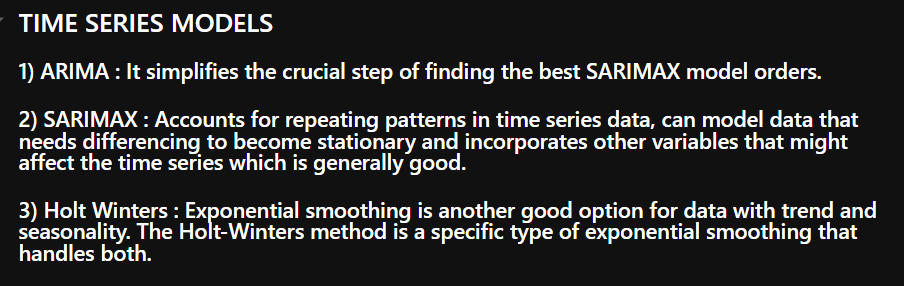 TIME SERIES MODELS
1) ARIMA : It simplifies the crucial step of finding the best SARIMAX model orders.
2) SARIMAX : Accounts for repeating patterns in time series data, can model data that
needs differencing to become stationary and incorporates other variables that might
affect the time series which is generally good.
3) Holt Winters : Exponential smoothing is another good option for data with trend and
seasonality. The Holt-Winters method is a specific type of exponential smoothing that
handles both.